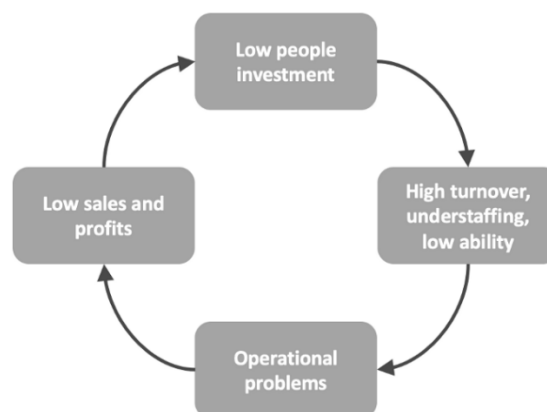 Low people
investment
High turnover,
understaffing,
low ability
Operational
problems
Low sales and
profits